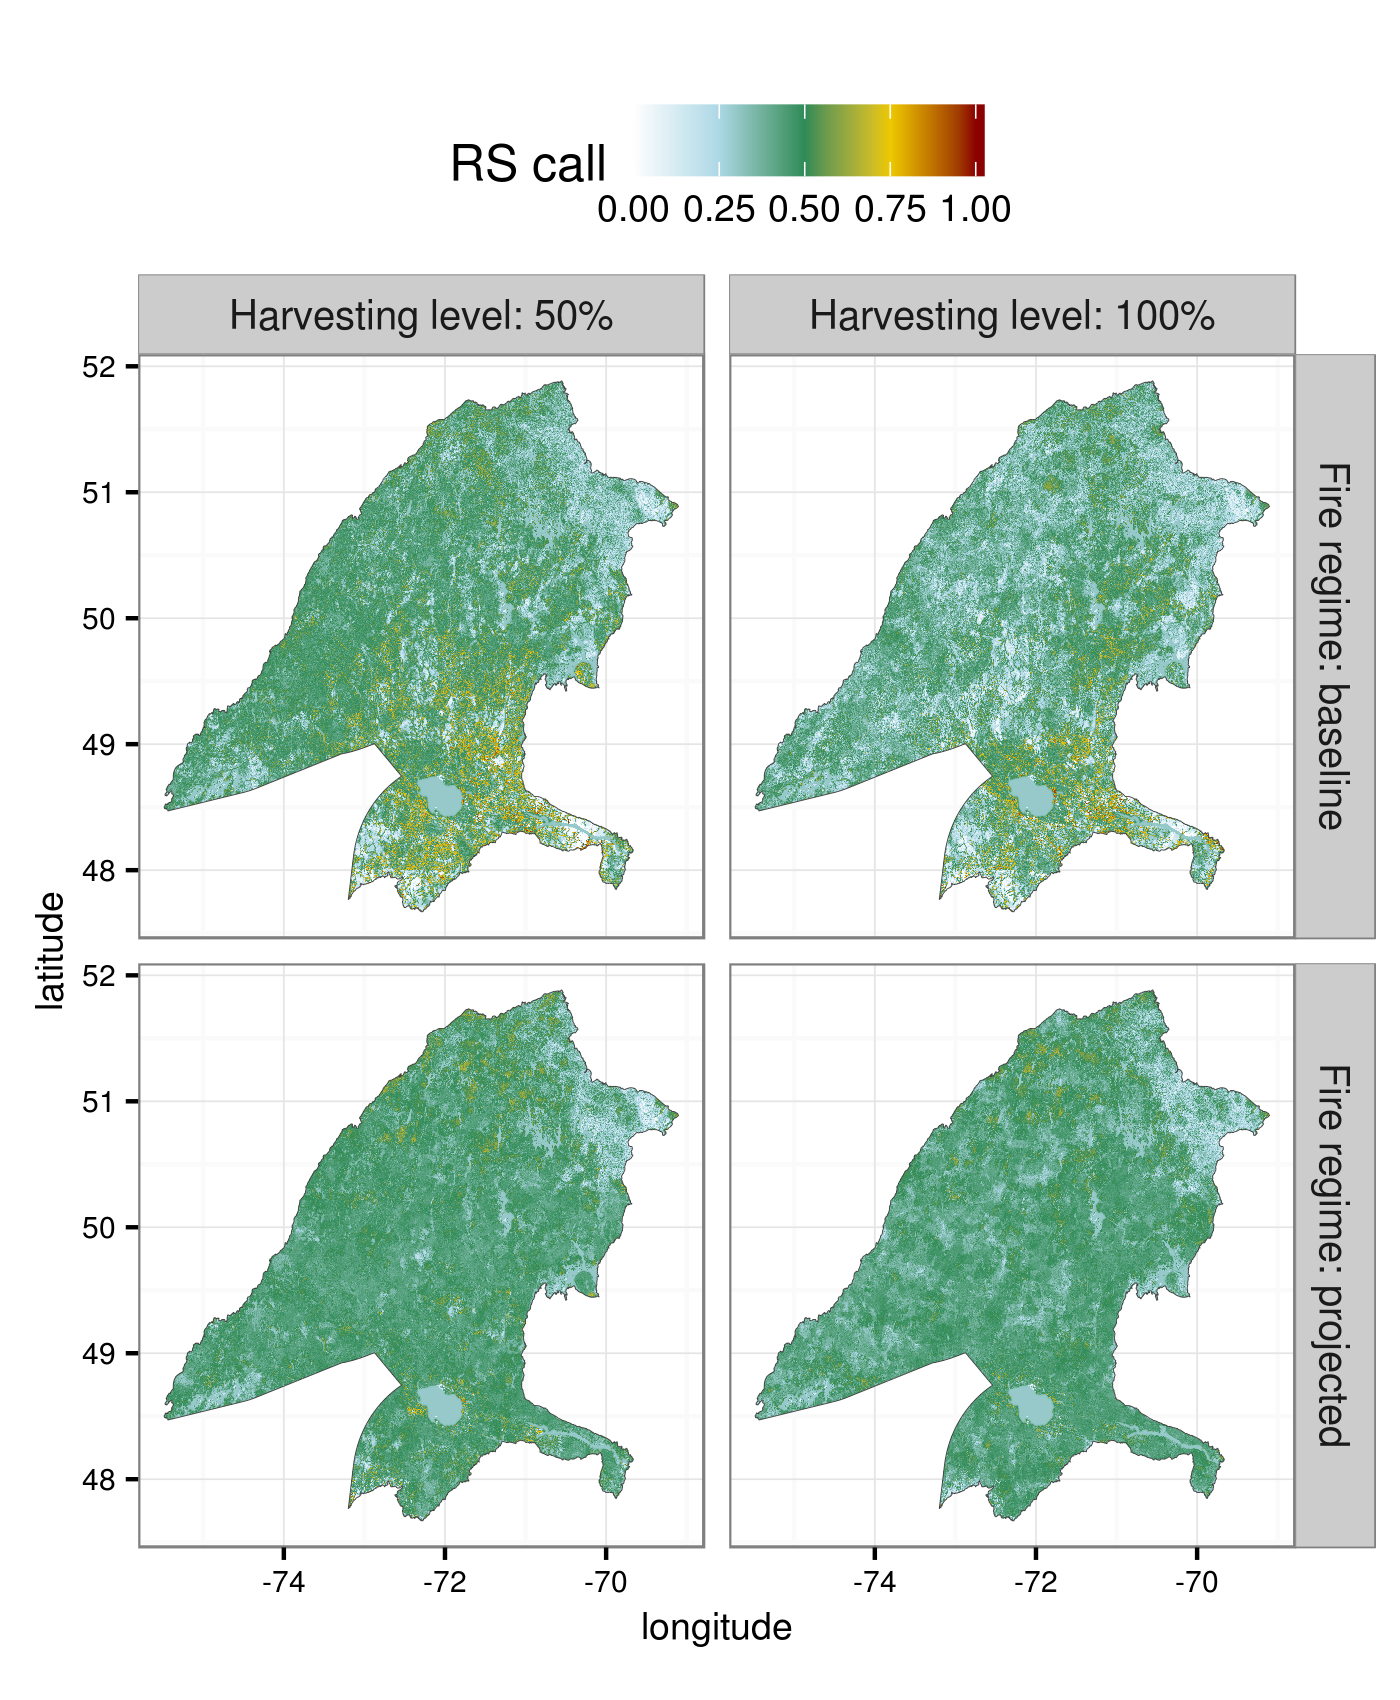 RS call
0.00 0.25 0.50 0.75 1.00
Harvesting level: 50%
Harvesting level: 100%
52
51
50
49
48
Fire regime: baseline
latitude
52
51
50
49
48
Fire regime: projected
-74 -72 -70
-74 -72 -70
longitude